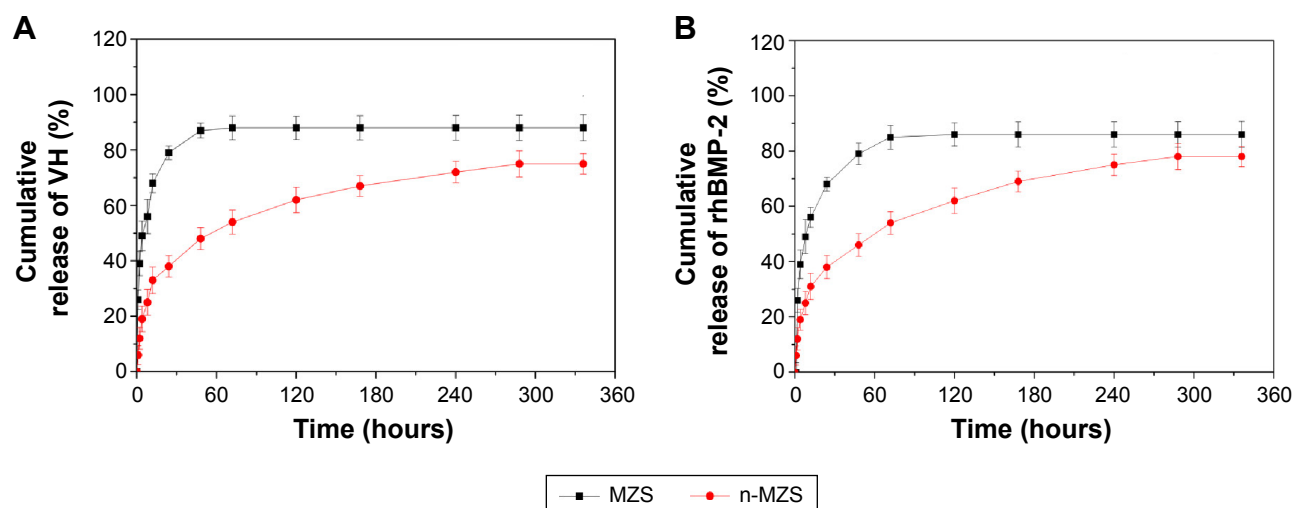 A
Cumulative
release of VH (%)
120
100
80
60
40
20
0
0 60 120 180 240 300 360
Time (hours)
B
Cumulative
release of rhBMP-2 (%)
120
100
80
60
40
20
0
0 60 120 180 240 300 360
Time (hours)
MZS n-MZS